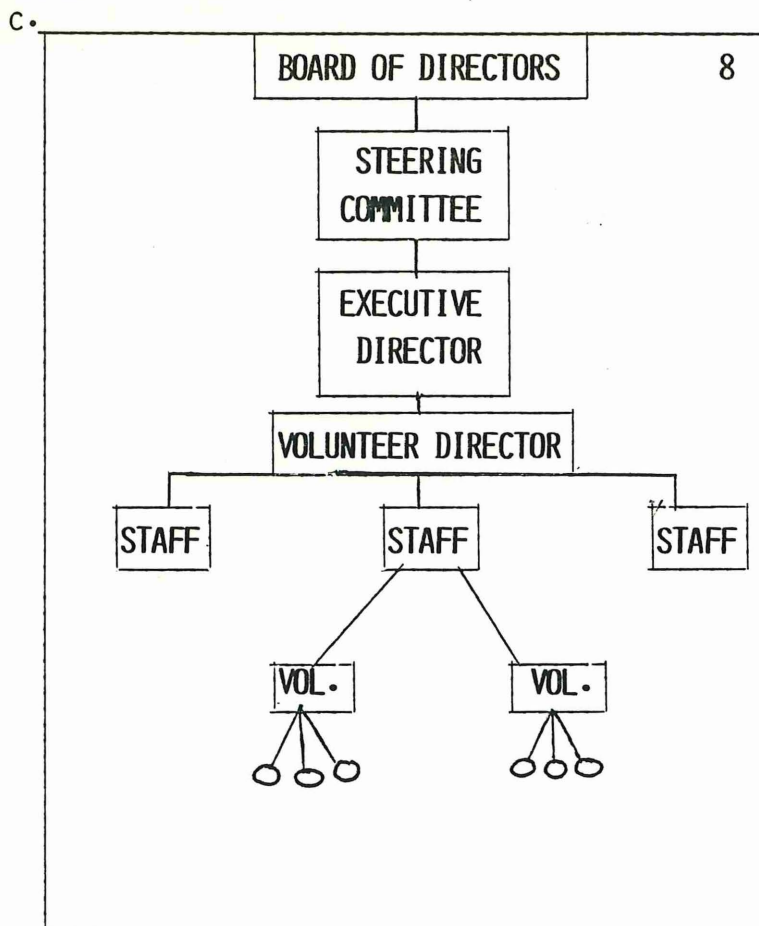 C.
BOARD OF DIRECTORS 8
STEERING
COMMITTEE
EXECUTIVE
DIRECTOR
VOLUNTEER DIRECTOR
STAFF STAFF STAFF
VOL. VOL.